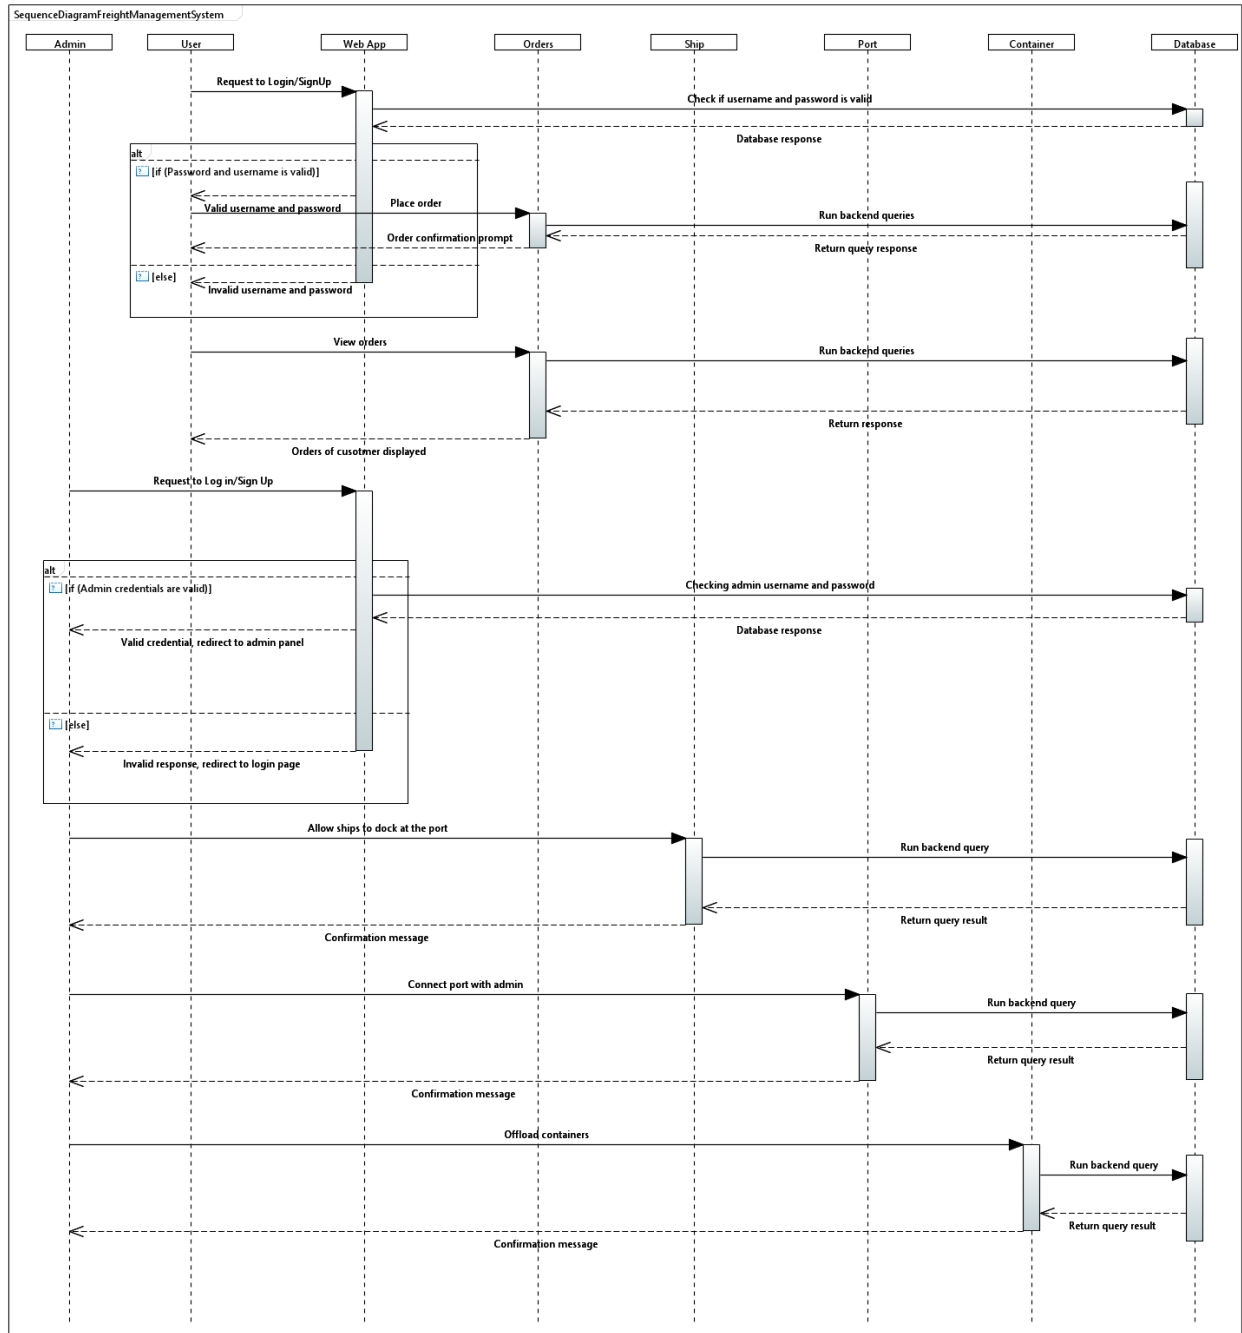 SequenceDiagramFreightManagementSystem
Admin
User
Web App
Orders
Ship
Port
Container
Database
Request to Login/SignUp
Check if username and password is valid
Database response
alt
[if (Password and username is valid)]
Valid username and password
Place order
Run backend queries
Order confirmation prompt
Return query response
[else]
Invalid username and password
View orders
Run backend queries
Return response
Orders of cusotmer displayed
Request to Log in/Sign Up
alt
[if (Admin credentials are valid)]
Checking admin username and password
Database response
Valid credential, redirect to admin panel
[else]
Invalid response, redirect to login page
Allow ships to dock at the port
Run backend query
Return query result
Confirmation message
Connect port with admin
Run backend query
Return query result
Confirmation message
Offload containers
Run backend query
Return query result
Confirmation message